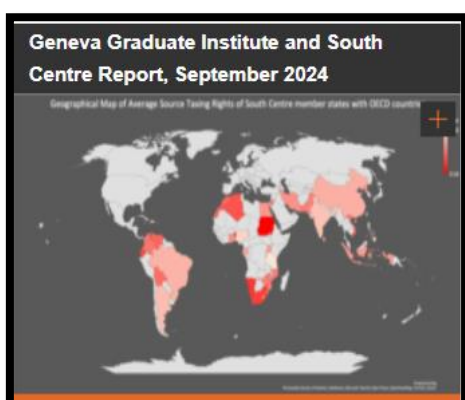 Geneva Graduate Institute and South
Centre Report, September 2024
Geographical Map of Average Source Taxing Rights of South Centre member states with OECD countries
+